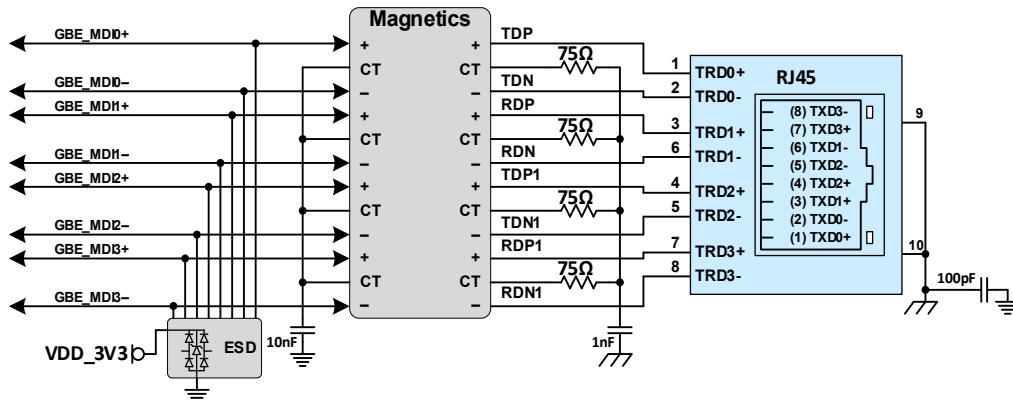 Magnetics
GBE_MDI0+
GBE_MDI0–
GBE_MDI1+
GBE_MDI1–
GBE_MDI2+
GBE_MDI2–
GBE_MDI3+
GBE_MDI3–
+ +
CT CT
– –
+ +
CT CT
– –
+ +
CT CT
– –
+ +
CT CT
– –
TDP
75Ω
TDN
RDP
75Ω
RDN
TDP1
75Ω
TDN1
RDP1
75Ω
RDN1
1 TRD0+
2 TRD0-
3 TRD1+
6 TRD1-
4 TRD2+
5 TRD2-
7 TRD3+
8 TRD3-
RJ45
(8) TXD3-
(7) TXD3+
(6) TXD1-
(5) TXD2-
(4) TXD2+
(3) TXD1+
(2) TXD0-
(1) TXD0+
9
10
100pF
10nF
1nF
VDD_3V3
ESD